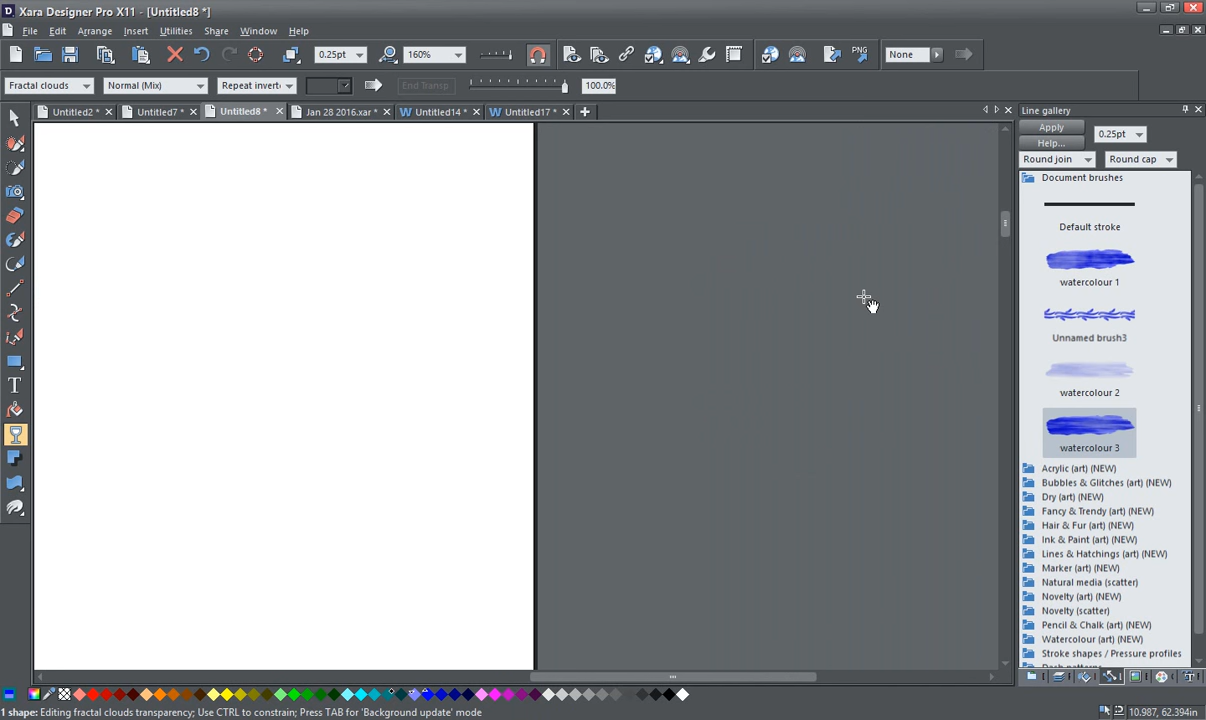 Xara Designer Pro X11 - [Untitled8 *]
File Edit Arrange Insert Utilities Share Window Help
0.25pt 160% PNG None
Fractal clouds Normal (Mix) Repeat invert End Transp 100.0%
Untitled2 * Untitled7 * Untitled8 * Jan 28 2016.xar * Untitled14 * Untitled17 *
Line gallery
Apply 0.25pt
Help...
Round join Round cap
Document brushes
Default stroke
watercolour 1
Unnamed brush3
watercolour 2
watercolour 3
Acrylic (art) (NEW)
Bubbles & Glitches (art) (NEW)
Dry (art) (NEW)
Fancy & Trendy (art) (NEW)
Hair & Fur (art) (NEW)
Ink & Paint (art) (NEW)
Lines & Hatchings (art) (NEW)
Marker (art) (NEW)
Natural media (scatter)
Novelty (art) (NEW)
Novelty (scatter)
Pencil & Chalk (art) (NEW)
Watercolour (art) (NEW)
Stroke shapes / Pressure profiles
1 shape: Editing fractal clouds transparency; Use CTRL to constrain; Press TAB for 'Background update' mode
10.987, 62.394in